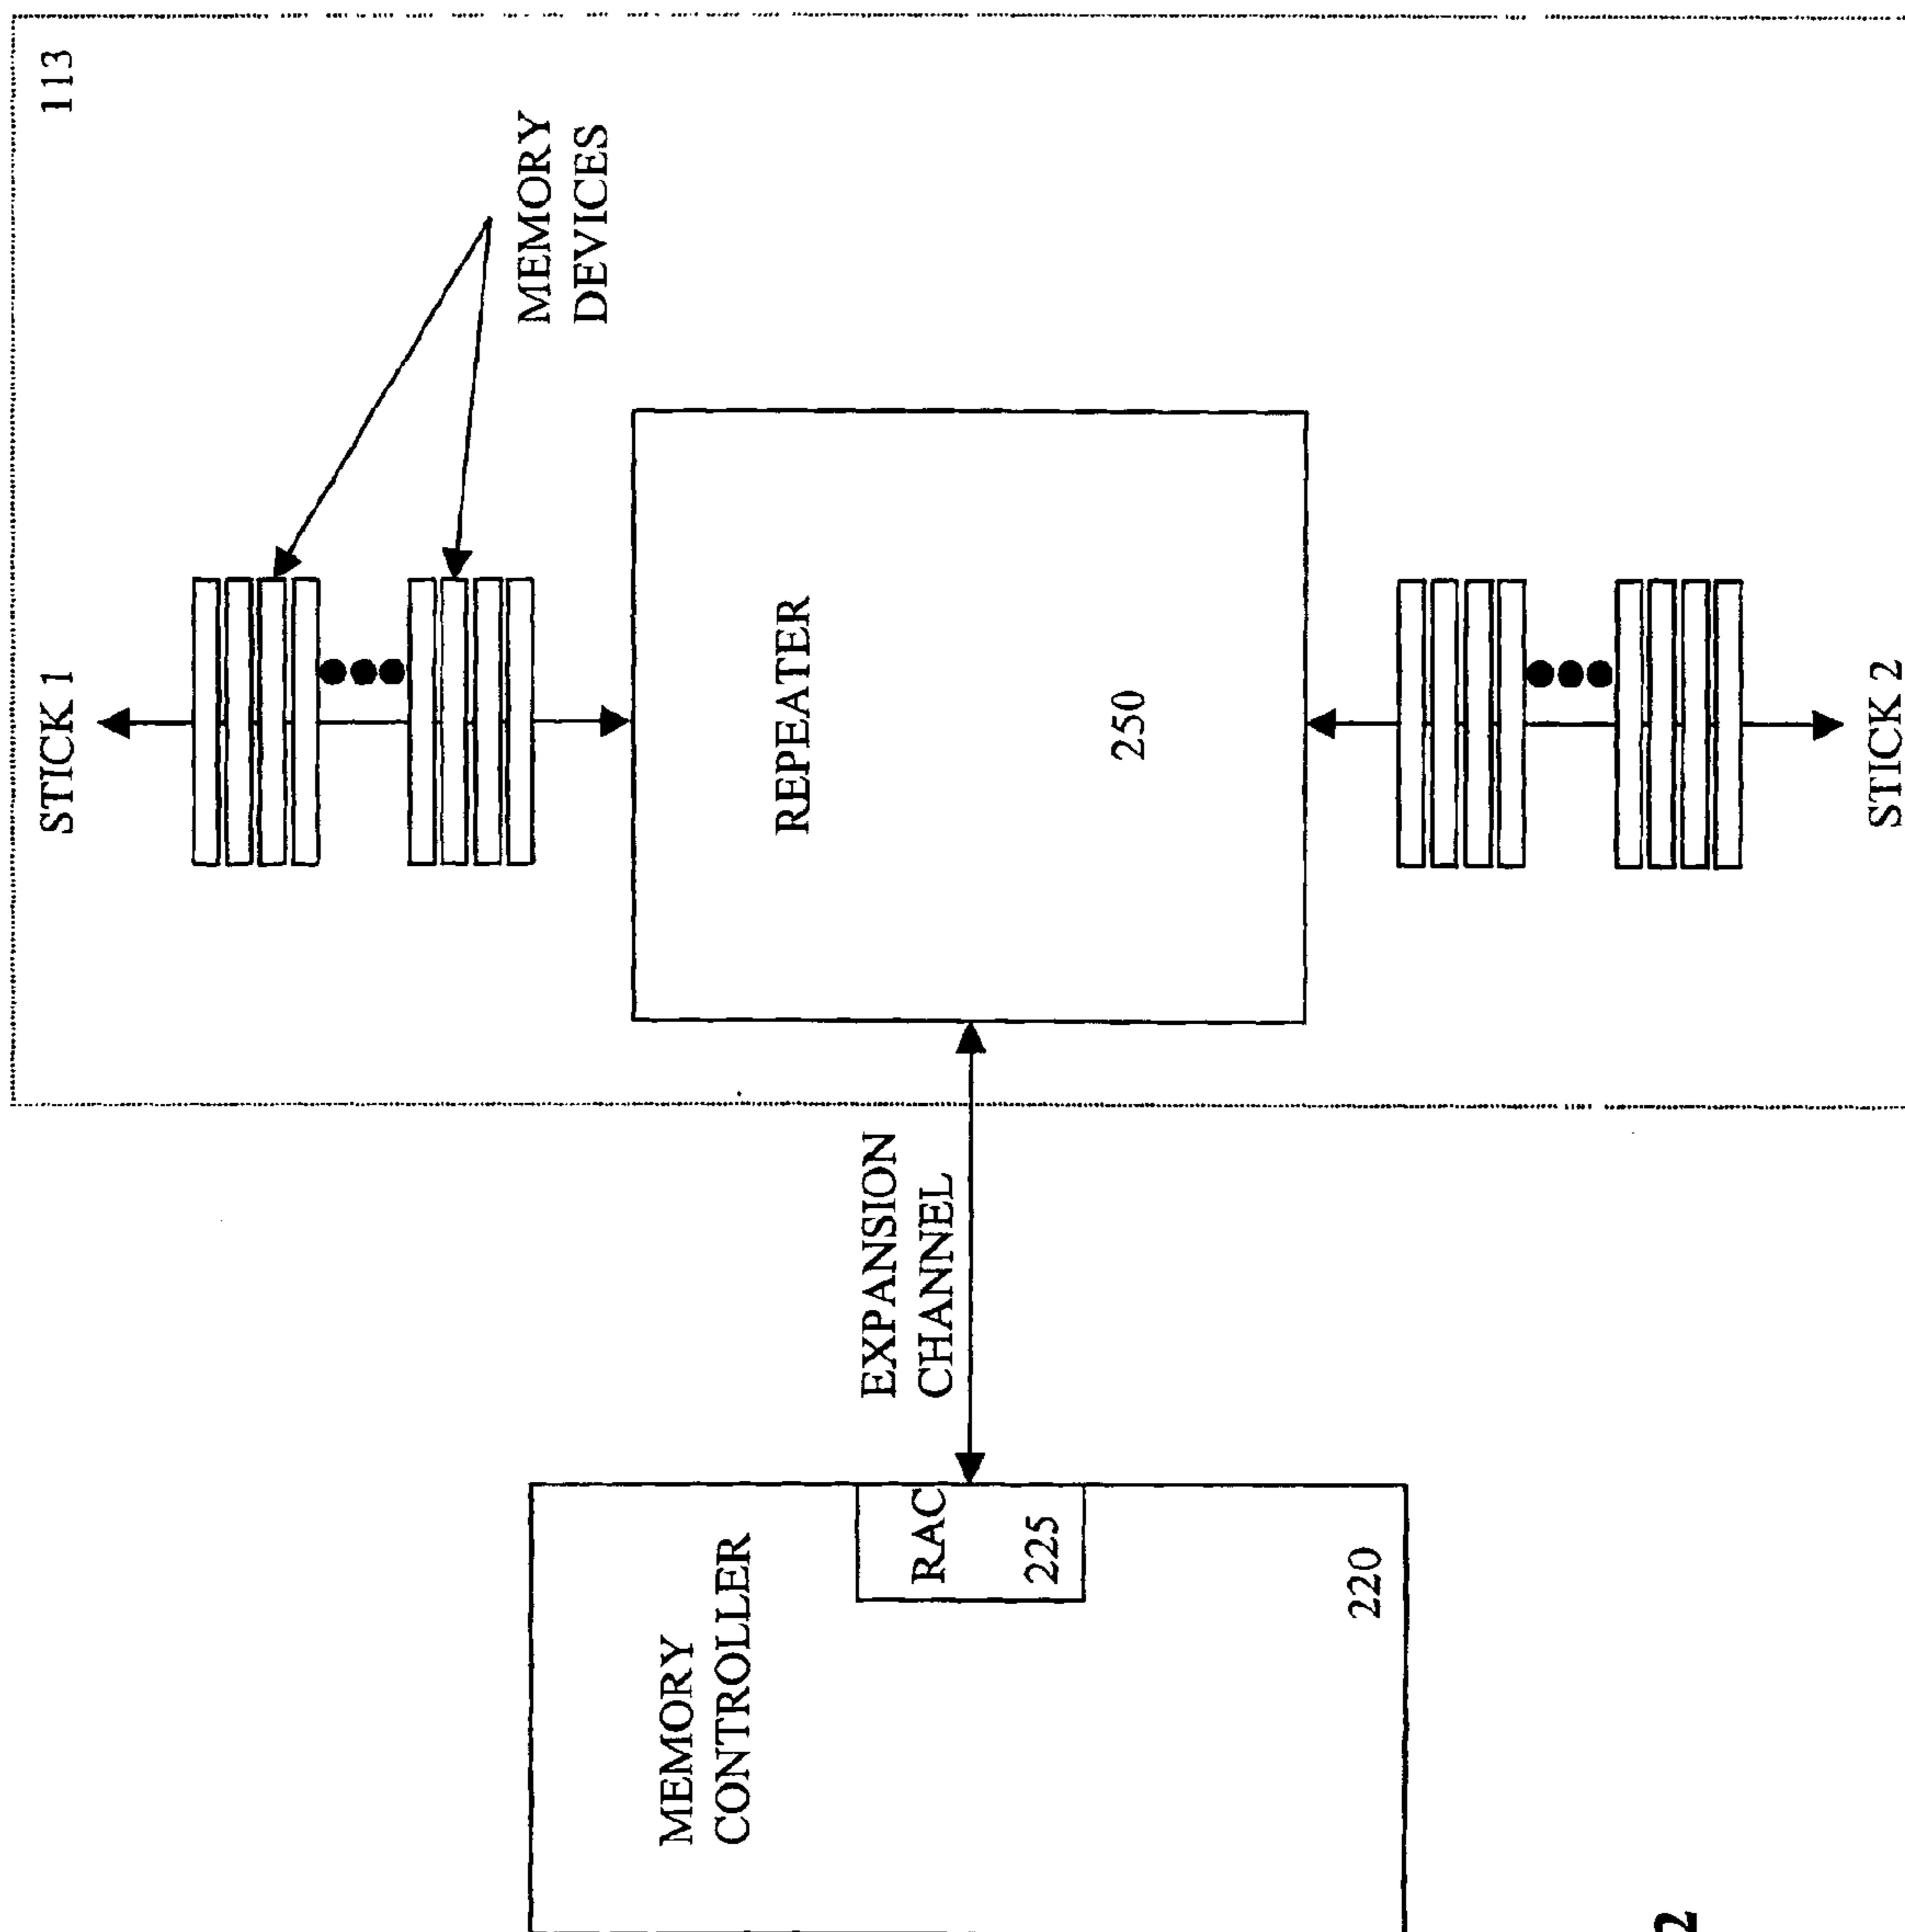 113
STICK 1
MEMORY
DEVICES
REPEATER
250
STICK 2
EXPANSION
CHANNEL
MEMORY
CONTROLLER
RAC
225
220
2